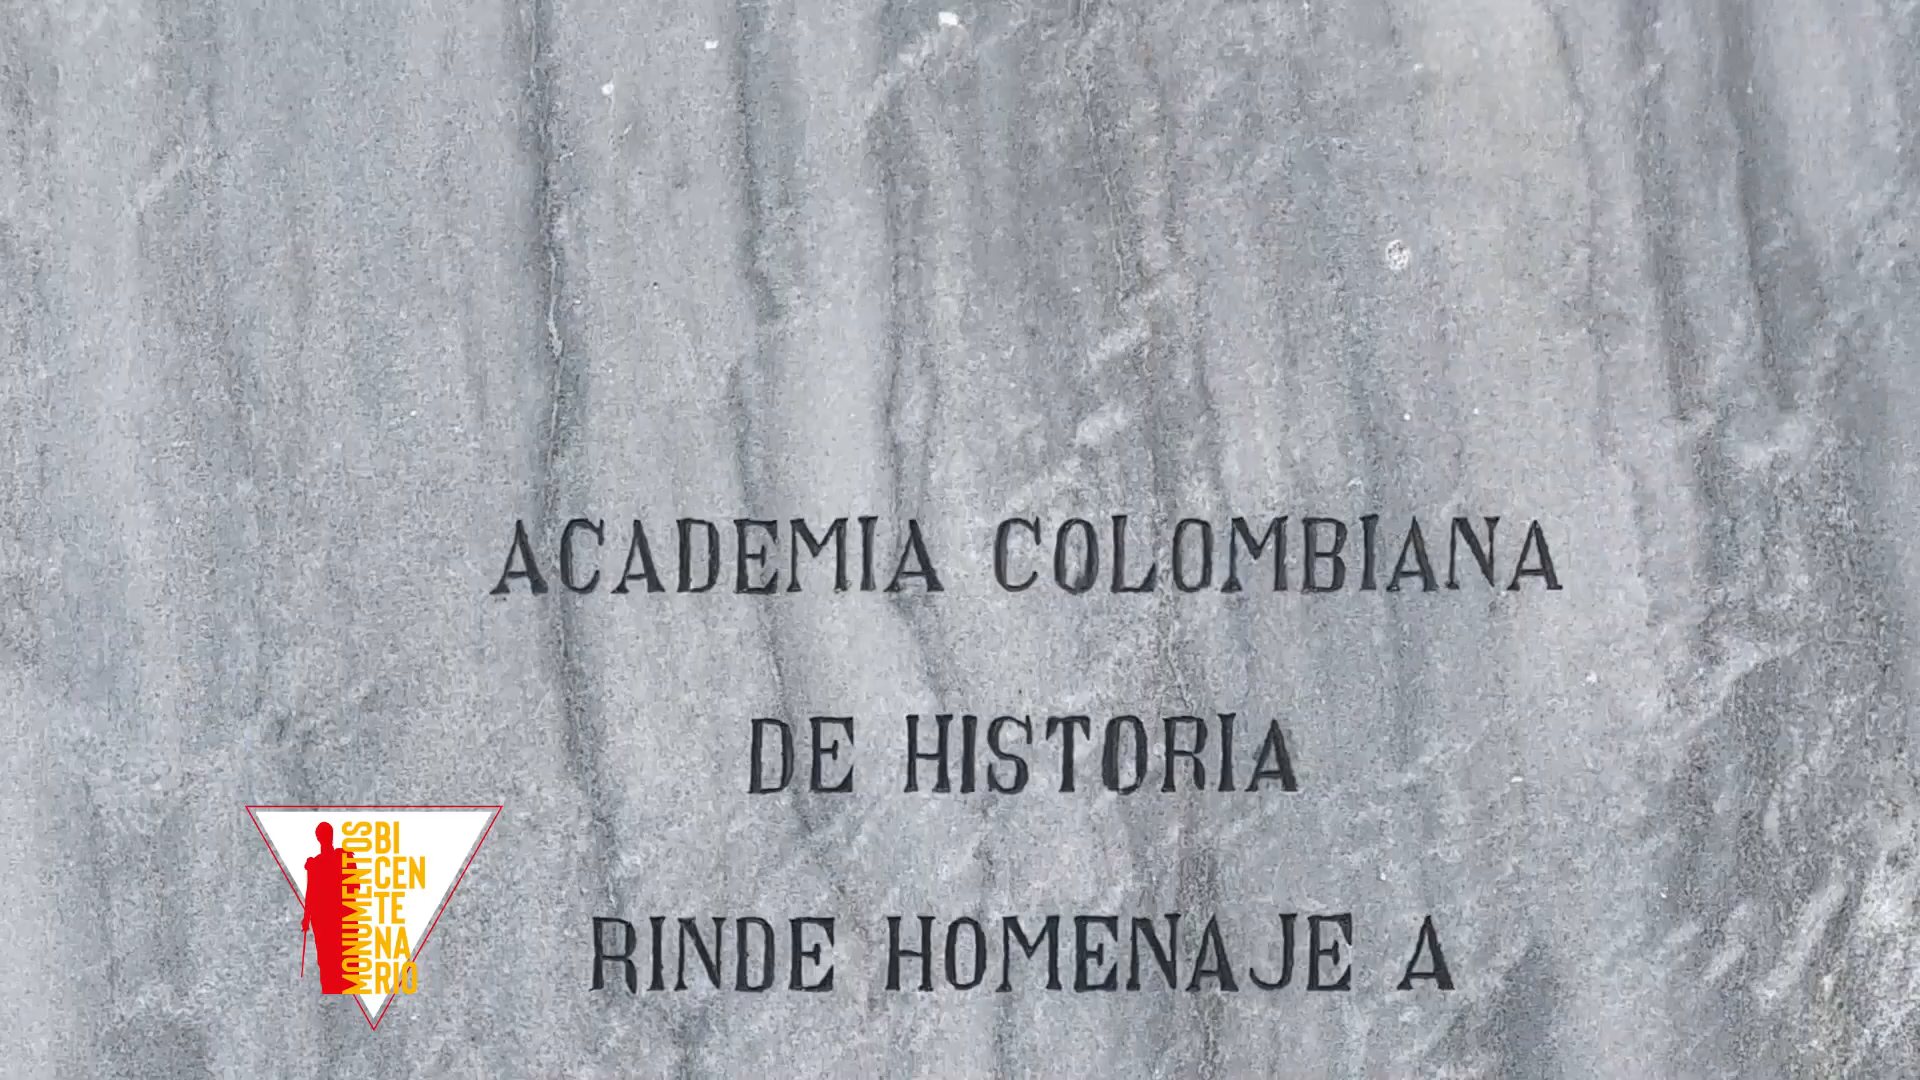 ACADEMIA COLOMBIANA
DE HISTORIA
RINDE HOMENAJE A
MONUMENTOS
BI
CEN
TE
NA
RIO